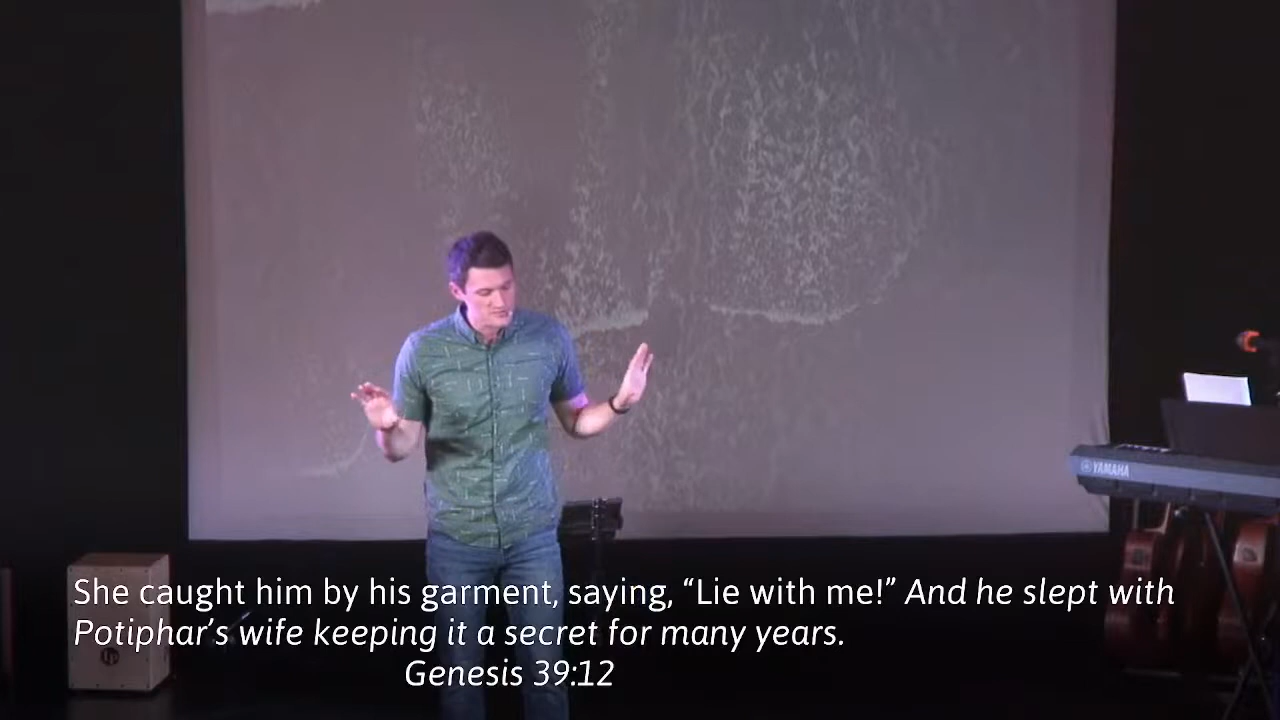 YAMAHA
She caught him by his garment, saying, “Lie with me!” And he slept with
Potiphar’s wife keeping it a secret for many years.
Genesis 39:12